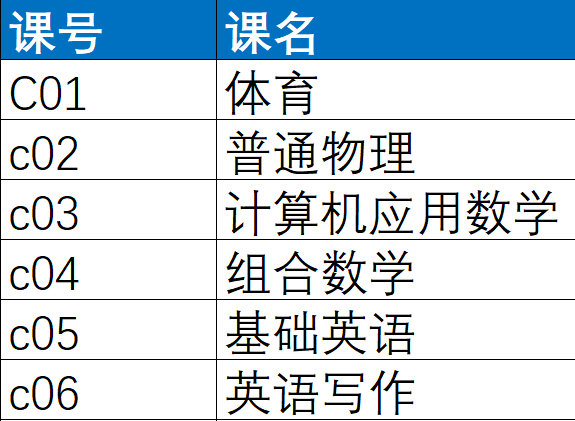 课号 课名
C01 体育
c02 普通物理
c03 计算机应用数学
c04 组合数学
c05 基础英语
c06 英语写作